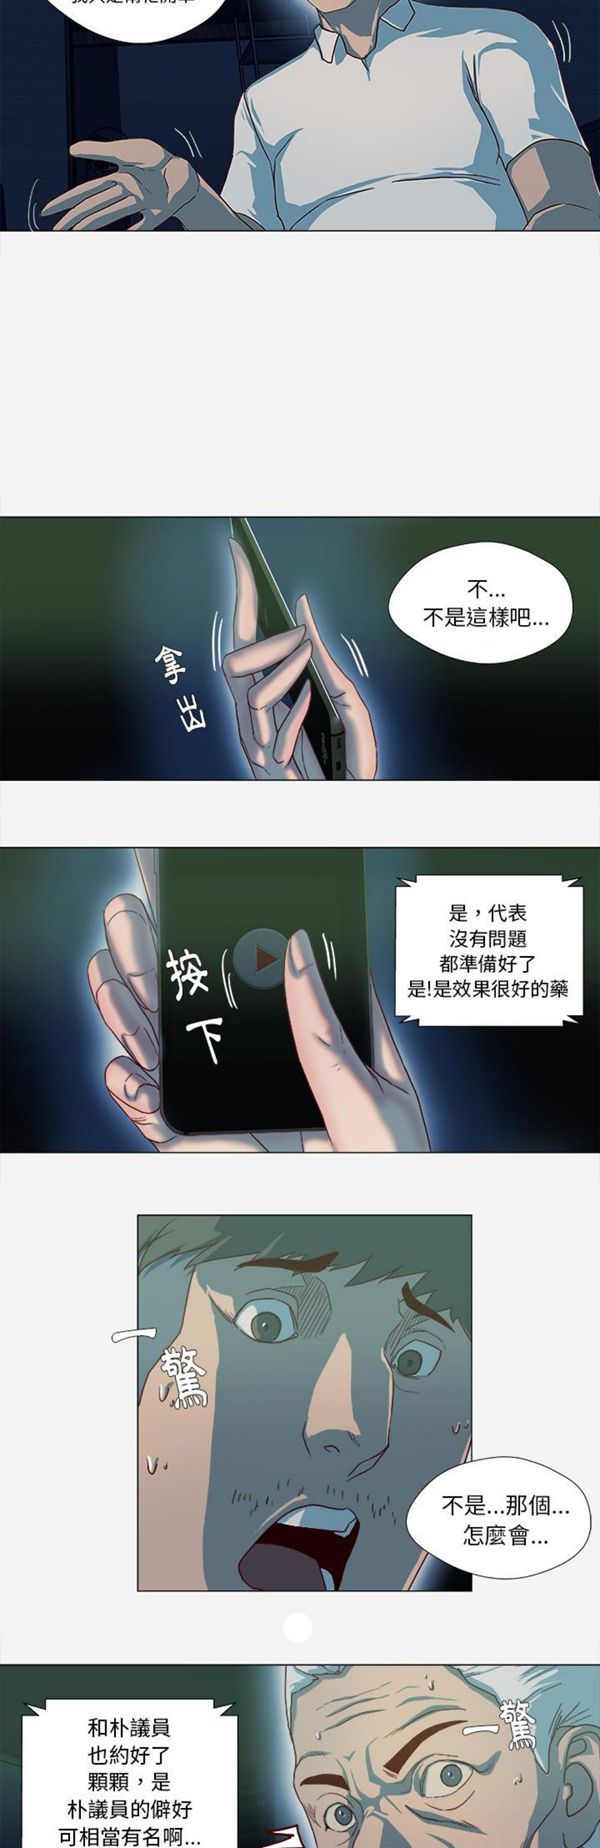 不...
不是這樣吧...
拿出
是，代表
沒有問題
都準備好了
是!是效果很好的藥
按下
一驚
不是...那個...
怎麼會...
一驚
和朴議員
也約好了
顆顆，是
朴議員的僻好
可相當有名啊...